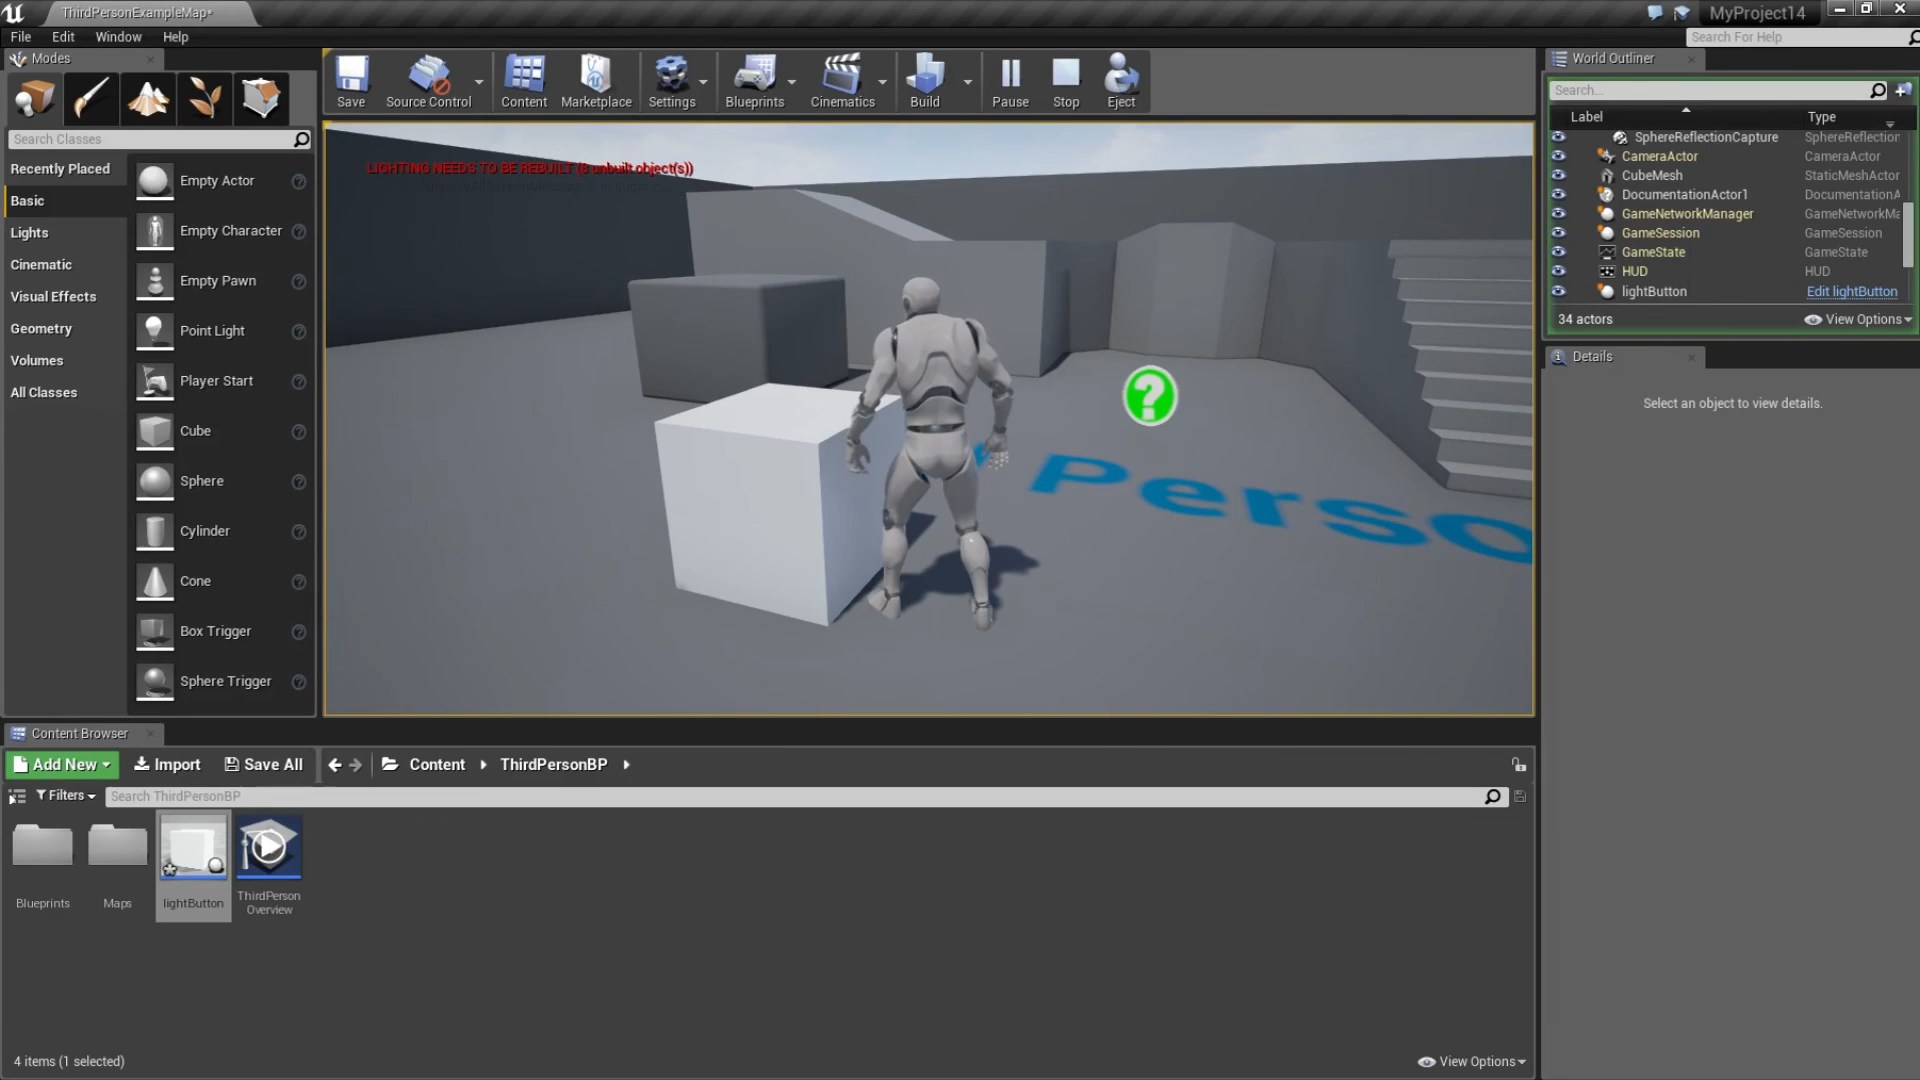 ThirdPersonExampleMap*
MyProject14
File Edit Window Help
Search For Help
Modes
Search Classes
Recently Placed
Basic
Lights
Cinematic
Visual Effects
Geometry
Volumes
All Classes
Empty Actor
Empty Character
Empty Pawn
Point Light
Player Start
Cube
Sphere
Cylinder
Cone
Box Trigger
Sphere Trigger
Save
Source Control
Content
Marketplace
Settings
Blueprints
Cinematics
Build
Pause
Stop
Eject
LIGHTING NEEDS TO BE REBUILT (8 unbuilt object(s))
Perso
World Outliner
Search...
Label Type
SphereReflectionCapture SphereReflection
CameraActor CameraActor
CubeMesh StaticMeshActor
DocumentationActor1 DocumentationA
GameNetworkManager GameNetworkMa
GameSession GameSession
GameState GameState
HUD HUD
lightButton Edit lightButton
34 actors View Options
Details
Select an object to view details.
Content Browser
Add New Import Save All Content ThirdPersonBP
Filters Search ThirdPersonBP
Blueprints
Maps
lightButton
ThirdPerson
Overview
4 items (1 selected) View Options